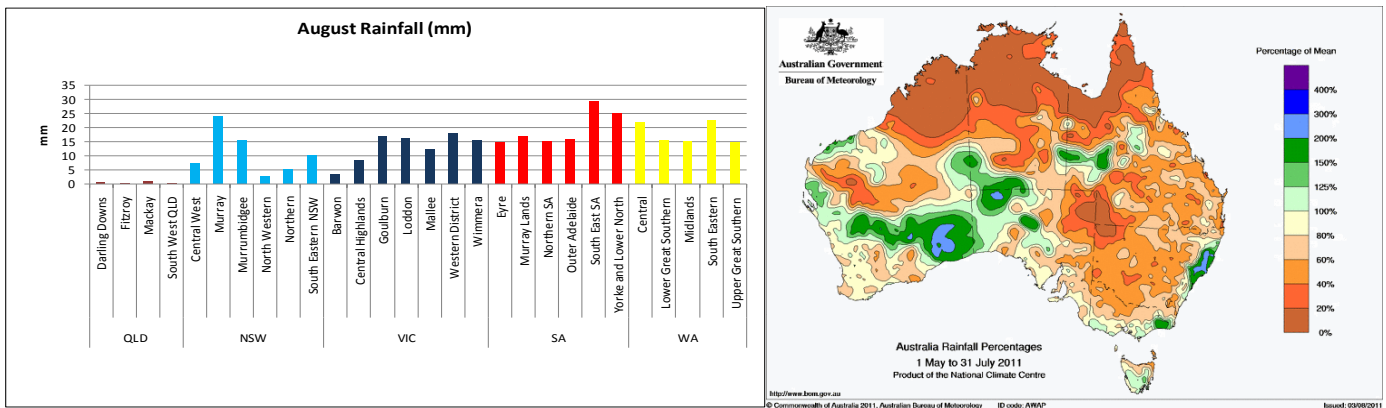 August Rainfall (mm)
35
30
25
20
15
10
5
0
mm
Darling Downs
Fitzroy
Mackay
South West QLD
Central West
Murray
Murrumbidgee
North Western
Northern
South Eastern NSW
Barwon
Central Highlands
Goulburn
Loddon
Mallee
Western District
Wimmera
Eyre
Murray Lands
Northern SA
Outer Adelaide
South East SA
Yorke and Lower North
Central
Lower Great Southern
Midlands
South Eastern
Upper Great Southern
QLD
NSW
VIC
SA
WA
Australian Government
Bureau of Meteorology
Percentage of Mean
400%
300%
200%
150%
125%
100%
80%
60%
40%
20%
0%
Australia Rainfall Percentages
1 May to 31 July 2011
Product of the National Climate Centre
http://www.bom.gov.au
© Commonwealth of Australia 2011, Australian Bureau of Meteorology
ID code: AWAP
Issued: 03/08/2011